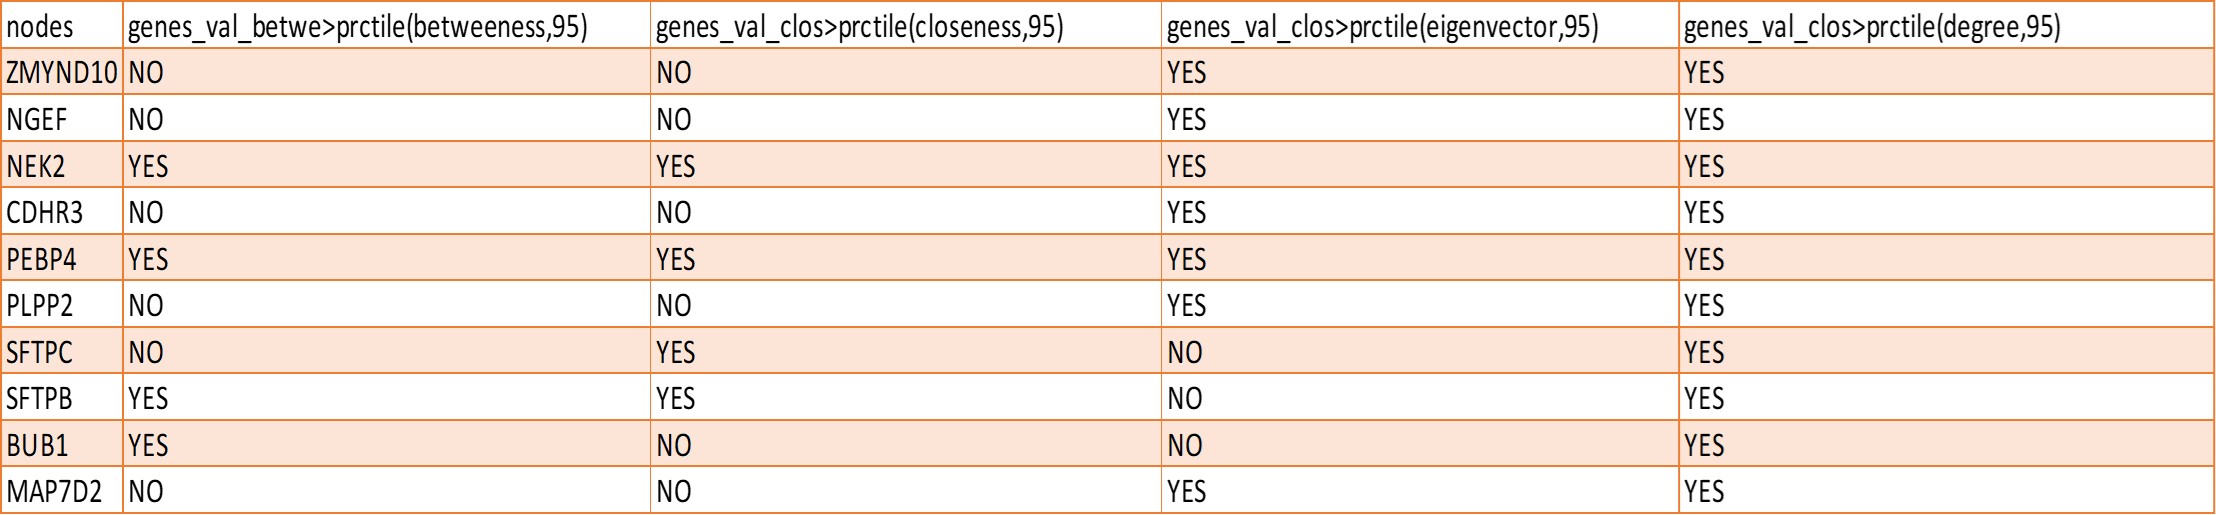 nodes genes_val_betwe>prctile(betweeness,95) genes_val_clos>prctile(closeness,95) genes_val_clos>prctile(eigenvector,95) genes_val_clos>prctile(degree,95)
ZMYND10 NO NO YES YES
NGEF NO NO YES YES
NEK2 YES YES YES YES
CDHR3 NO NO YES YES
PEBP4 YES YES YES YES
PLPP2 NO NO YES YES
SFTPC NO YES NO YES
SFTPB YES YES NO YES
BUB1 YES NO NO YES
MAP7D2 NO NO YES YES